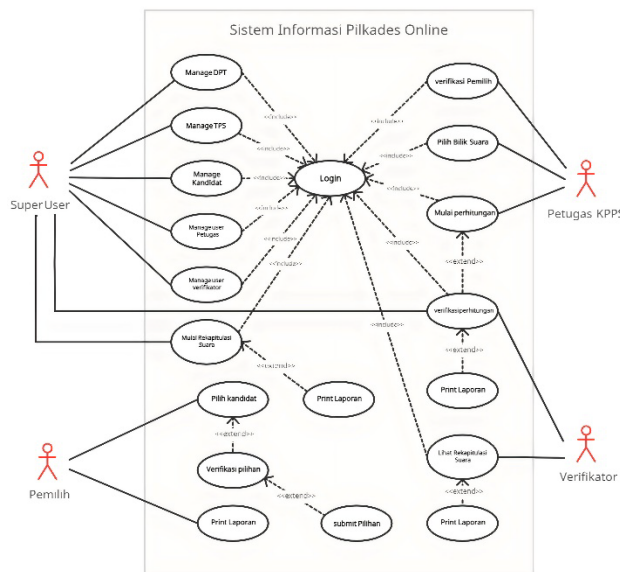 Sistem Informasi Pilkades Online
Manage DPT
verifikasi Pemilih
<<include>>
<<include>>
Manage TPS
Pilih Bilik Suara
<<include>>
<<include>>
Manage
Kandidat
<<include>>
Login
<<include>>
Mulai perhitungan
Super User
Petugas KPPS
Manage user
Petugas
<<include>>
<<include>>
<<include>>
<<extend>>
Manage user
verifikator
verifikasi perhitungan
Mulai Rekapitulasi
Suara
<<include>>
<<extend>>
<<extend>>
Pilih kandidat
Print Laporan
Print Laporan
<<extend>>
Lihat Rekapitulasi
Suara
Verifikasi pilihan
Pemilih
Verifikator
<<extend>>
<<extend>>
Print Laporan
submit Pilihan
Print Laporan